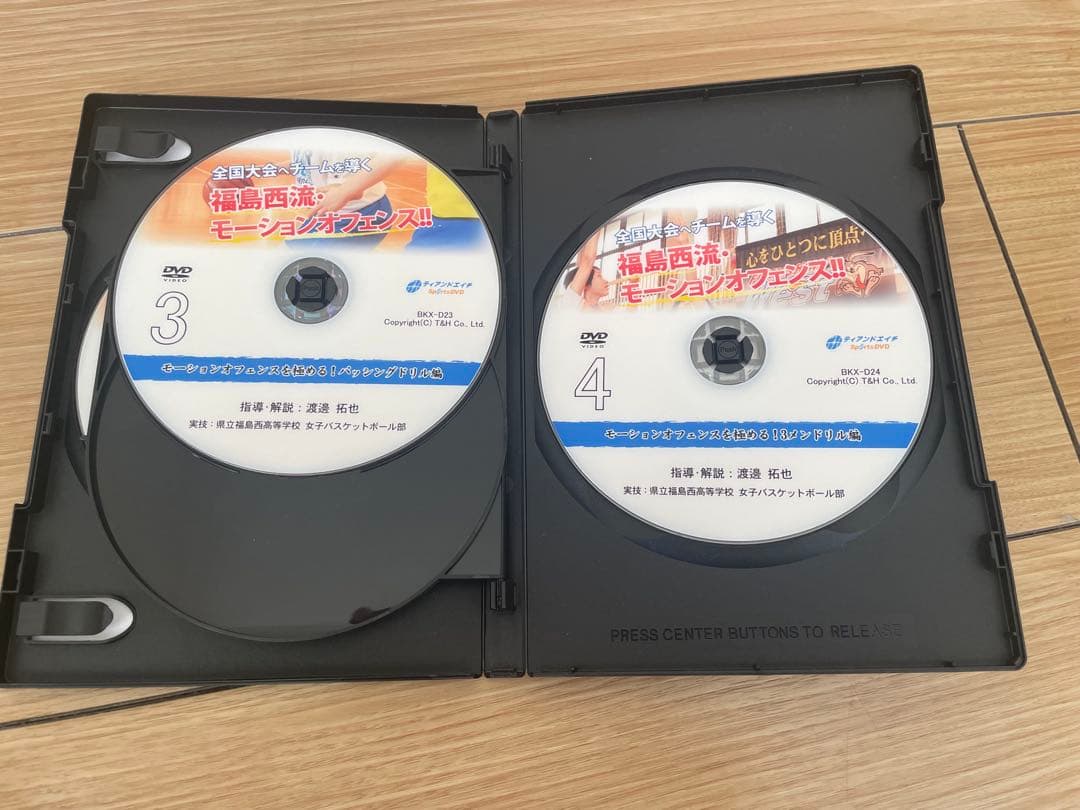 全国大会へチームを導く
福島西流・
モーションオフェンス!!
DVD
VIDEO
3
ティアンドエイチ
SportsDVD
BKX-D23
Copyright(C) T&H Co., Ltd.
モーションオフェンスを極める!パッシングドリル編
指導・解説:渡邊 拓也
実技:県立福島西高等学校 女子バスケットボール部
全国大会へチームを導く
心をひとつに頂点
福島西流・
モーションオフェンス!!
west
DVD
VIDEO
4
ティアンドエイチ
SportsDVD
BKX-D24
Copyright(C) T&H Co., Ltd.
モーションオフェンスを極める!3メンドリル編
指導・解説:渡邊 拓也
実技:県立福島西高等学校 女子バスケットボール部
PRESS CENTER BUTTONS TO RELEASE